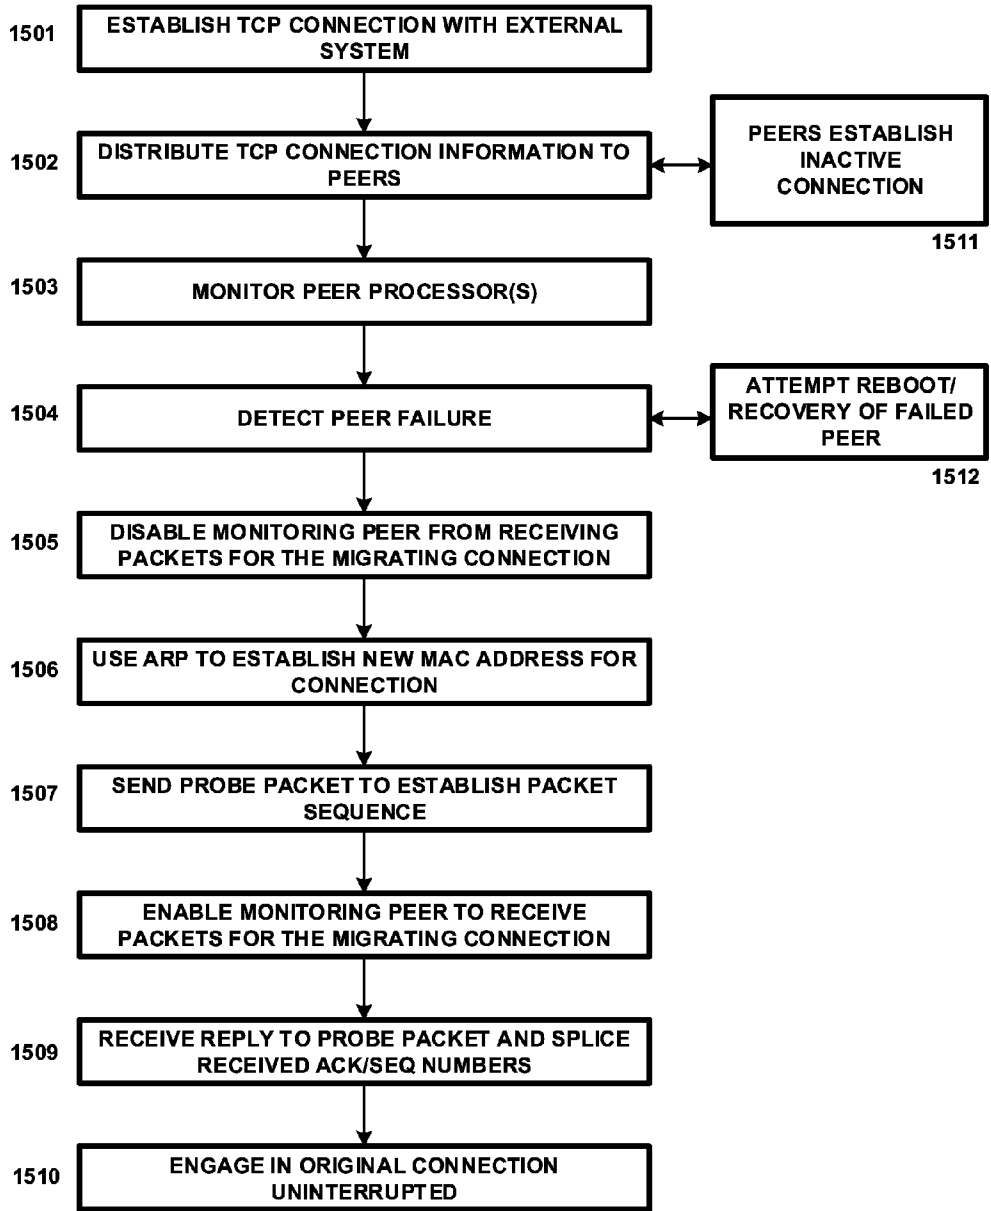 1501
ESTABLISH TCP CONNECTION WITH EXTERNAL
SYSTEM
1502
DISTRIBUTE TCP CONNECTION INFORMATION TO
PEERS
PEERS ESTABLISH
INACTIVE
CONNECTION
1511
1503
MONITOR PEER PROCESSOR(S)
1504
DETECT PEER FAILURE
ATTEMPT REBOOT/
RECOVERY OF FAILED
PEER
1512
1505
DISABLE MONITORING PEER FROM RECEIVING
PACKETS FOR THE MIGRATING CONNECTION
1506
USE ARP TO ESTABLISH NEW MAC ADDRESS FOR
CONNECTION
1507
SEND PROBE PACKET TO ESTABLISH PACKET
SEQUENCE
1508
ENABLE MONITORING PEER TO RECEIVE
PACKETS FOR THE MIGRATING CONNECTION
1509
RECEIVE REPLY TO PROBE PACKET AND SPLICE
RECEIVED ACK/SEQ NUMBERS
1510
ENGAGE IN ORIGINAL CONNECTION
UNINTERRUPTED